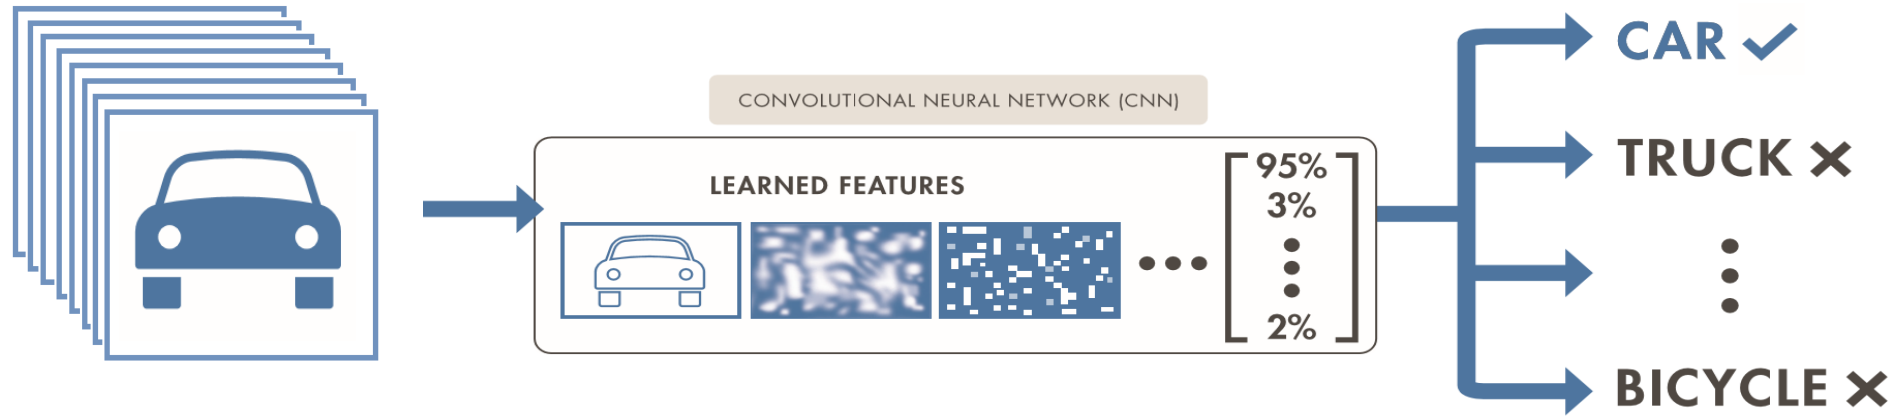 CONVOLUTIONAL NEURAL NETWORK (CNN)
LEARNED FEATURES
95%
3%
2%
CAR
TRUCK
BICYCLE